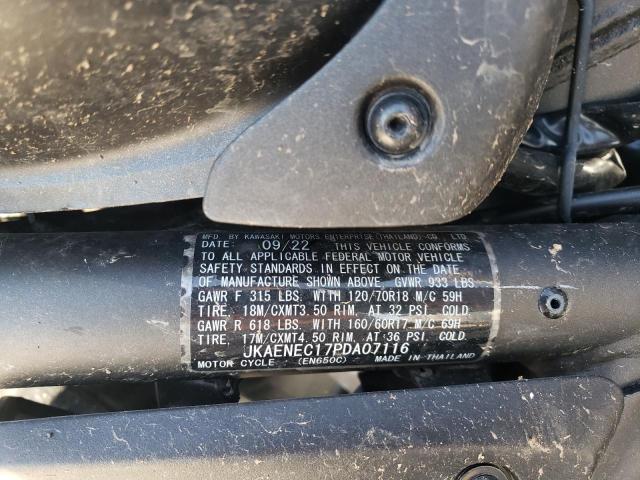 MFD. BY KAWASAKI MOTORS ENTERPRISE (THAILAND) CO. LTD.
DATE: 09/22 THIS VEHICLE CONFORMS
TO ALL APPLICABLE FEDERAL MOTOR VEHICLE
SAFETY STANDARDS IN EFFECT ON THE DATE
OF MANUFACTURE SHOWN ABOVE. GVWR 933 LBS
GAWR F 315 LBS. WITH 120/70R18 M/C 59H
TIRE, 18M/CXMT3.50 RIM, AT 32 PSI. COLD
GAWR R 618 LBS. WITH 160/60R17 M/C 69H
TIRE, 17M/CXMT4.50 RIM, AT 36 PSI. COLD
JKAENEC17PDA07116
MOTOR CYCLE (EN650C) MADE IN THAILAND